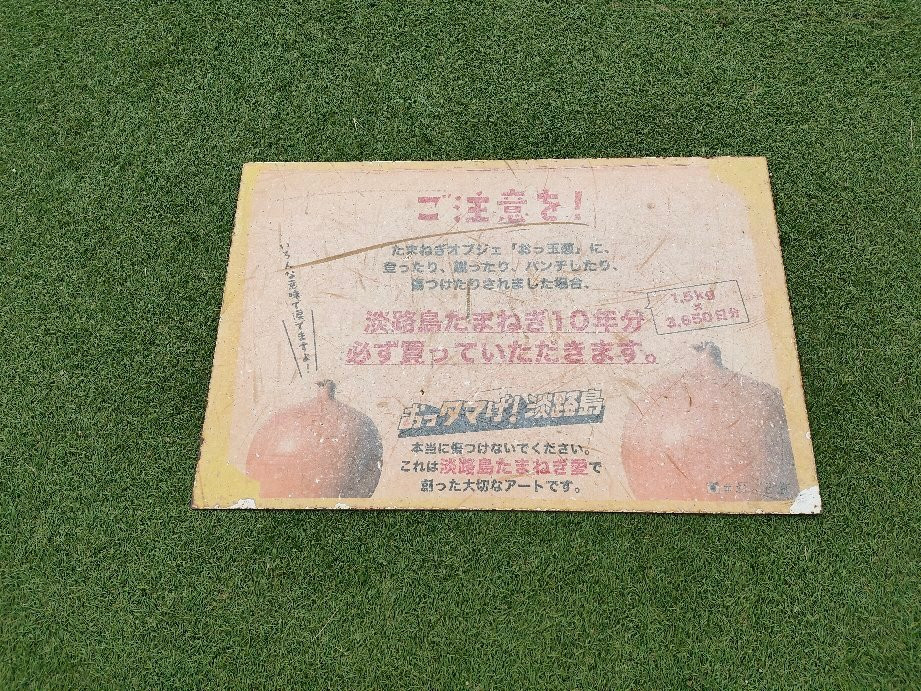 ご注意を!
たまねぎオブジェ「おっ玉葱」に、
登ったり、蹴ったり、パンチしたり、
傷つけたりされました場合、
淡路島たまねぎ10年分
必ず買っていただきます。
1.5kg
×
3,650日分
いろんな意味で泣てますよ!
おっタマげ!淡路島
本当に傷つけないでください。
これは淡路島たまねぎ愛で
創った大切なアートです。